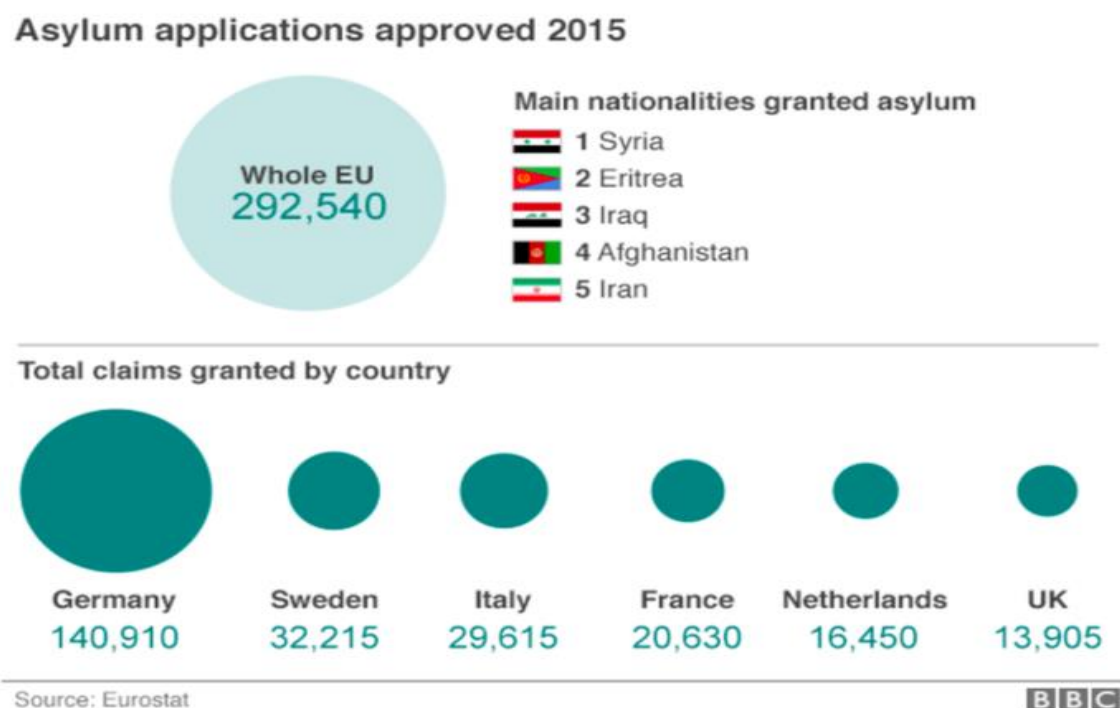 Asylum applications approved 2015
Whole EU
292,540
Main nationalities granted asylum
1 Syria
2 Eritrea
3 Iraq
4 Afghanistan
5 Iran
Total claims granted by country
Germany Sweden Italy France Netherlands UK
140,910 32,215 29,615 20,630 16,450 13,905
Source: Eurostat BBC